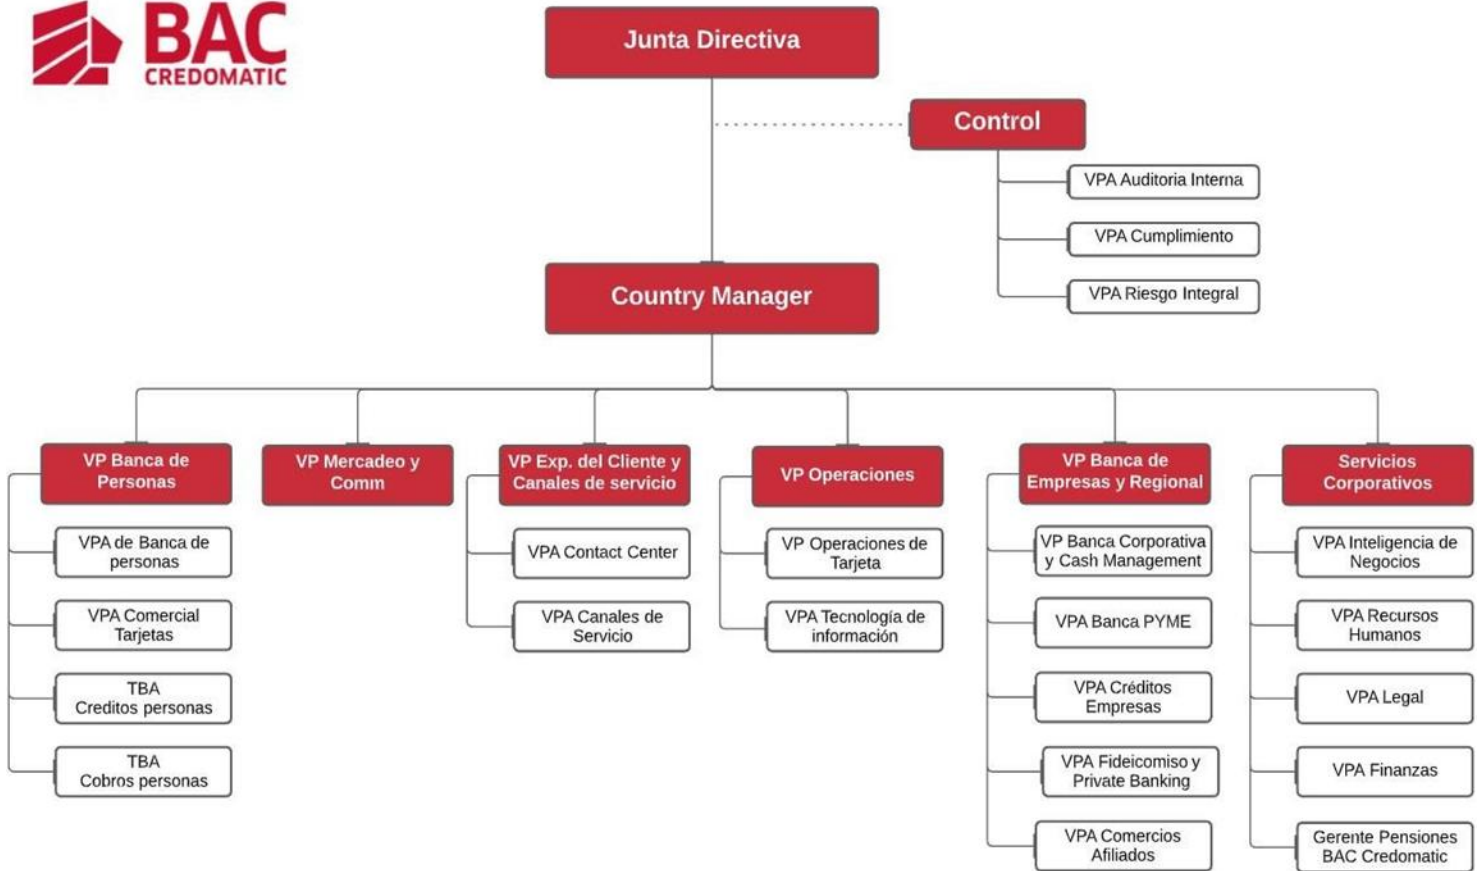 BAC
CREDOMATIC
Junta Directiva
Control
VPA Auditoria Interna
VPA Cumplimiento
VPA Riesgo Integral
Country Manager
VP Banca de
Personas
VPA de Banca de
personas
VPA Comercial
Tarjetas
TBA
Creditos personas
TBA
Cobros personas
VP Mercadeo y
Comm
VP Exp. del Cliente y
Canales de servicio
VPA Contact Center
VPA Canales de
Servicio
VP Operaciones
VP Operaciones de
Tarjeta
VPA Tecnología de
información
VP Banca de
Empresas y Regional
VP Banca Corporativa
y Cash Management
VPA Banca PYME
VPA Créditos
Empresas
VPA Fideicomiso y
Private Banking
VPA Comercios
Afiliados
Servicios
Corporativos
VPA Inteligencia de
Negocios
VPA Recursos
Humanos
VPA Legal
VPA Finanzas
Gerente Pensiones
BAC Credomatic